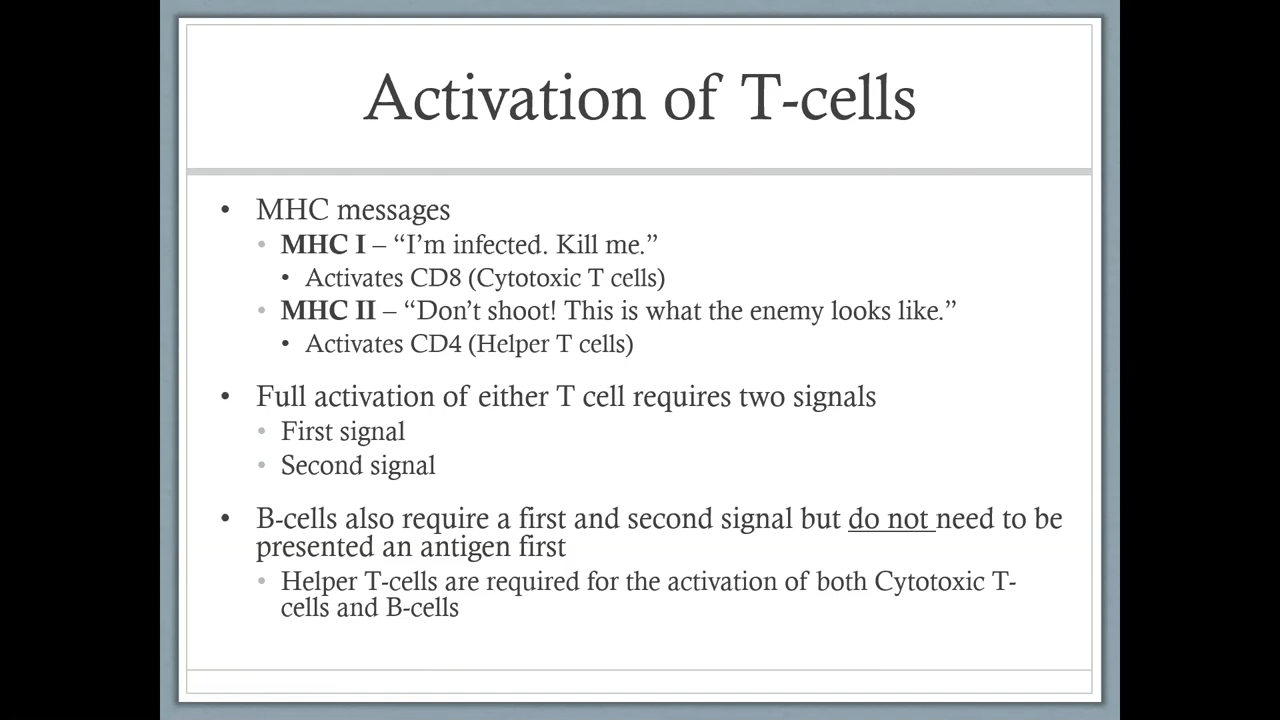 Activation of T-cells
• MHC messages
• MHC I – “I’m infected. Kill me.”
• Activates CD8 (Cytotoxic T cells)
• MHC II – “Don’t shoot! This is what the enemy looks like.”
• Activates CD4 (Helper T cells)
• Full activation of either T cell requires two signals
• First signal
• Second signal
• B-cells also require a first and second signal but do not need to be
presented an antigen first
• Helper T-cells are required for the activation of both Cytotoxic T-
cells and B-cells